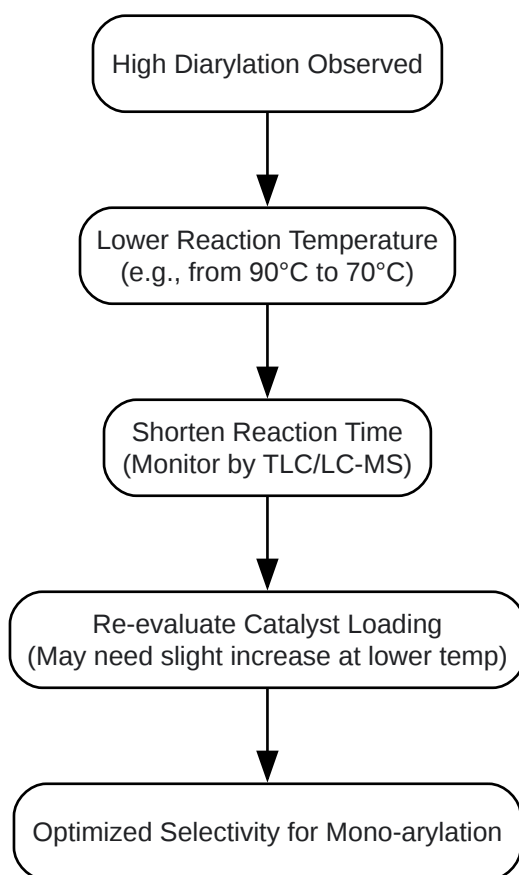 High Diarylation Observed
Lower Reaction Temperature
(e.g., from 90°C to 70°C)
Shorten Reaction Time
(Monitor by TLC/LC-MS)
Re-evaluate Catalyst Loading
(May need slight increase at lower temp)
Optimized Selectivity for Mono-arylation